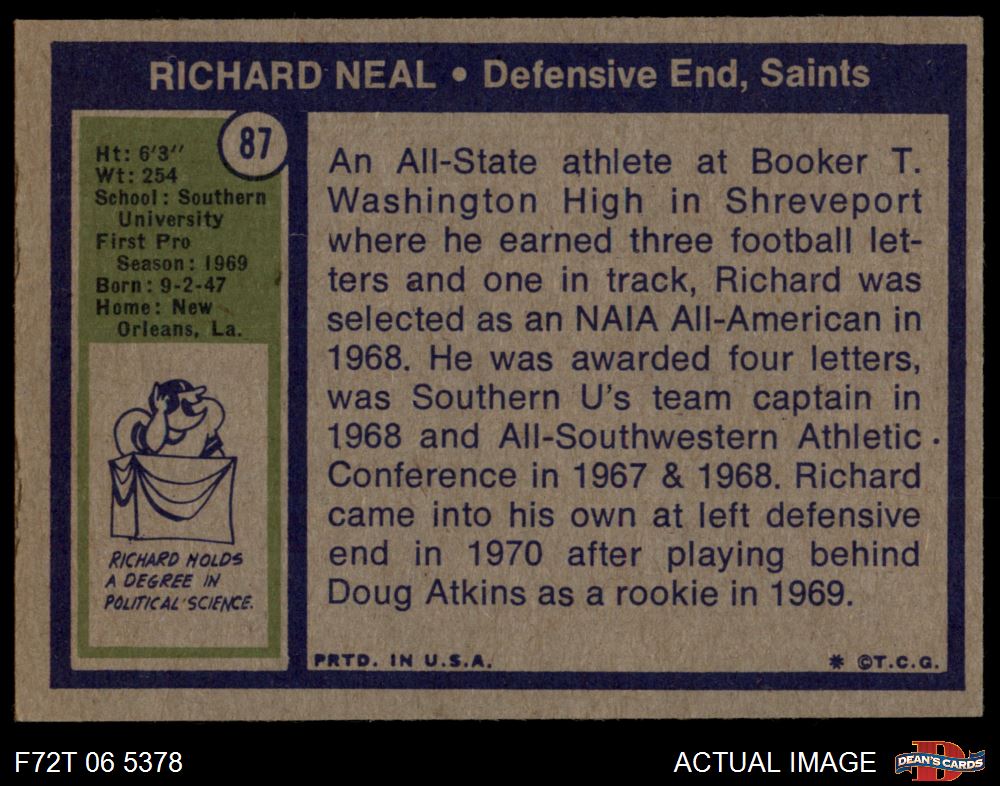 RICHARD NEAL • Defensive End, Saints
87
Ht: 6'3"
Wt: 254
School: Southern
University
First Pro
Season: 1969
Born: 9-2-47
Home: New
Orleans, La.
RICHARD HOLDS
A DEGREE IN
POLITICAL SCIENCE.
An All-State athlete at Booker T.
Washington High in Shreveport
where he earned three football let-
ters and one in track, Richard was
selected as an NAIA All-American in
1968. He was awarded four letters,
was Southern U's team captain in
1968 and All-Southwestern Athletic
Conference in 1967 & 1968. Richard
came into his own at left defensive
end in 1970 after playing behind
Doug Atkins as a rookie in 1969.
PRTD. IN U.S.A.
* ©T.C.G.
F72T 06 5378
ACTUAL IMAGE
D
DEAN'S CARDS